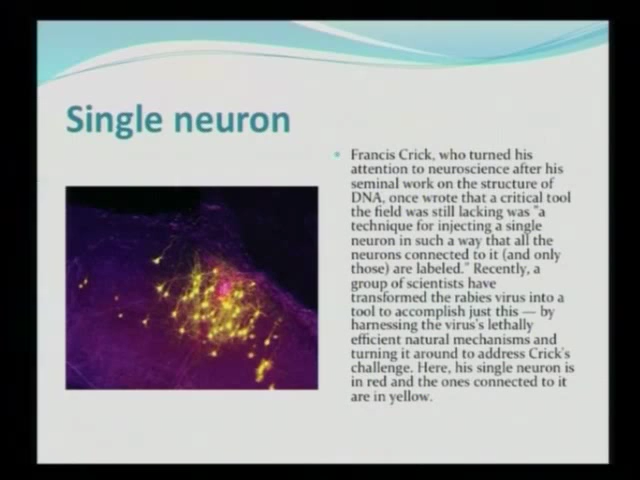 Single neuron
Francis Crick, who turned his
attention to neuroscience after his
seminal work on the structure of
DNA, once wrote that a critical tool
the field was still lacking was "a
technique for injecting a single
neuron in such a way that all the
neurons connected to it (and only
those) are labeled." Recently, a
group of scientists have
transformed the rabies virus into a
tool to accomplish just this — by
harnessing the virus's lethally
efficient natural mechanisms and
turning it around to address Crick's
challenge. Here, his single neuron is
in red and the ones connected to it
are in yellow.